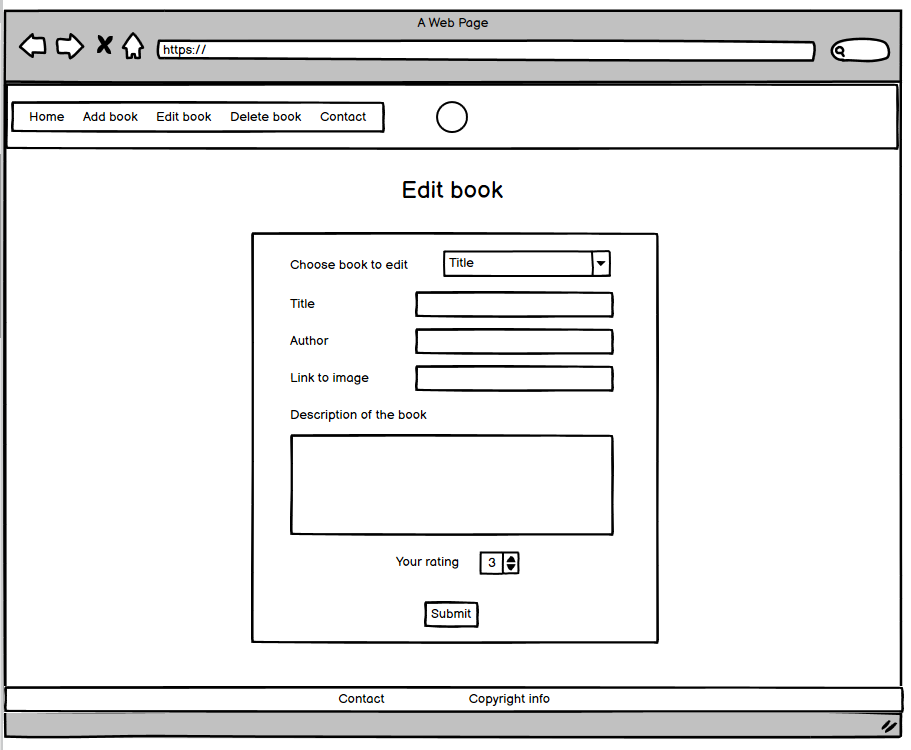 A Web Page
https://
Home Add book Edit book Delete book Contact
Edit book
Choose book to edit Title
Title
Author
Link to image
Description of the book
Your rating 3
Submit
Contact Copyright info